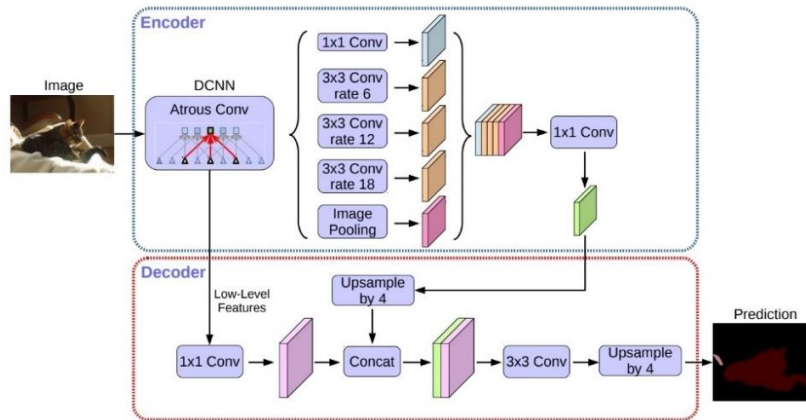 Encoder
Image
DCNN
Atrous Conv
1x1 Conv
3x3 Conv
rate 6
3x3 Conv
rate 12
3x3 Conv
rate 18
Image
Pooling
1x1 Conv
Decoder
Low-Level
Features
Upsample
by 4
1x1 Conv
Concat
3x3 Conv
Upsample
by 4
Prediction